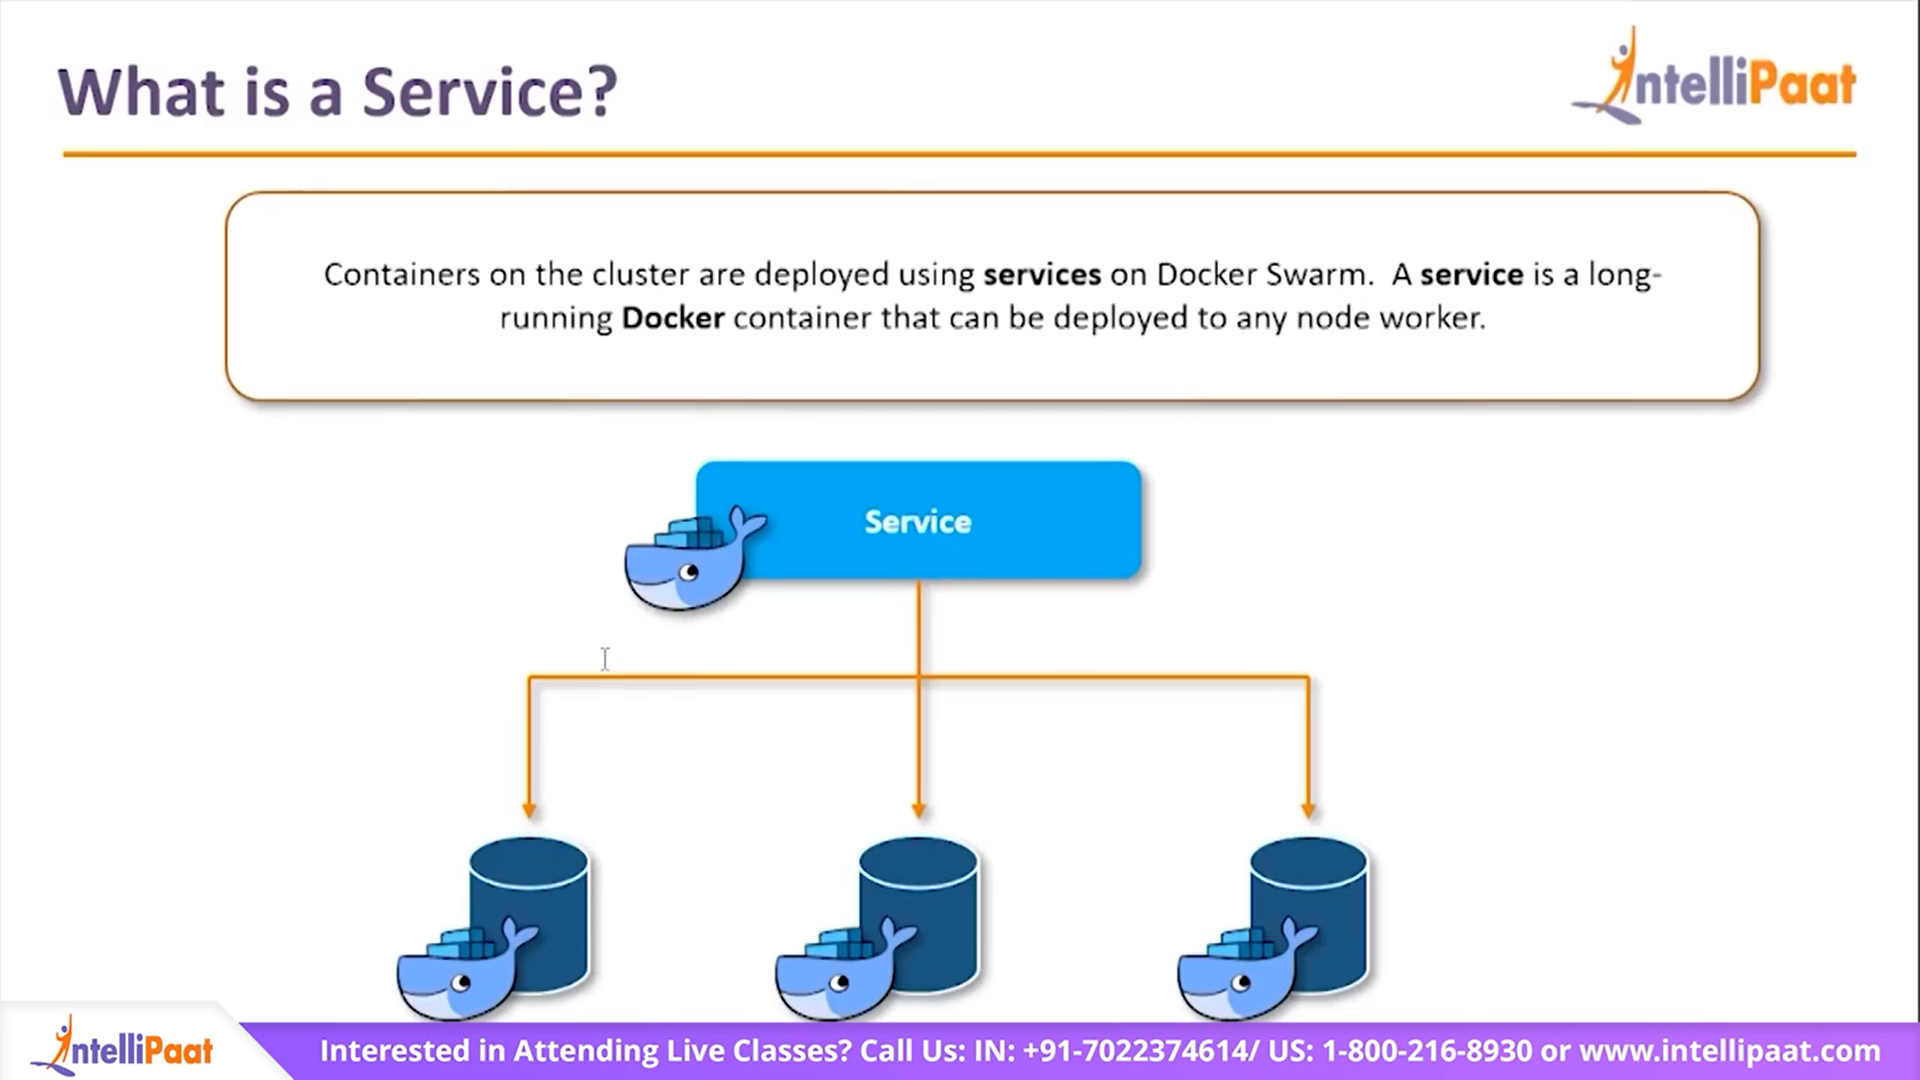 What is a Service?
IntelliPaat
Containers on the cluster are deployed using services on Docker Swarm. A service is a long-
running Docker container that can be deployed to any node worker.
Service
IntelliPaat
Interested in Attending Live Classes? Call Us: IN: +91-7022374614/ US: 1-800-216-8930 or www.intellipaat.com